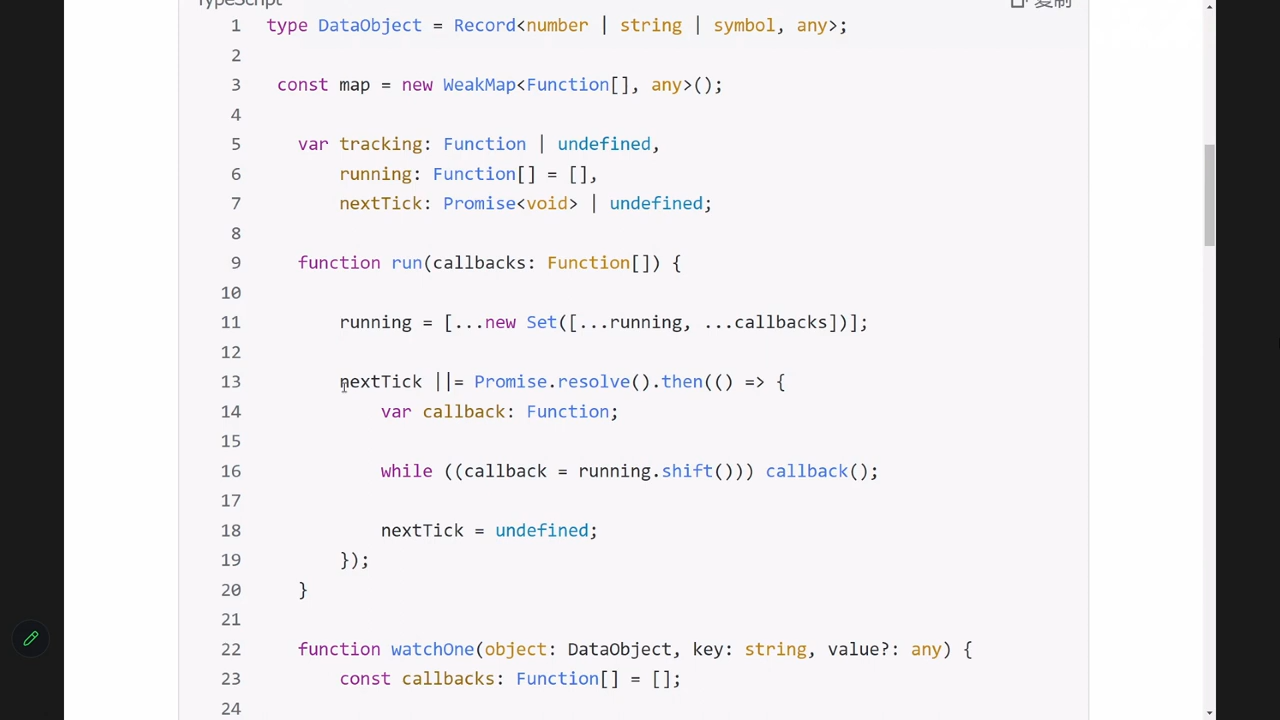 TypeScript
复制
1 type DataObject = Record<number | string | symbol, any>;
2
3 const map = new WeakMap<Function[], any>();
4
5 var tracking: Function | undefined,
6 running: Function[] = [],
7 nextTick: Promise<void> | undefined;
8
9 function run(callbacks: Function[]) {
10
11 running = [...new Set([...running, ...callbacks])];
12
13 nextTick ||= Promise.resolve().then(() => {
14 var callback: Function;
15
16 while ((callback = running.shift())) callback();
17
18 nextTick = undefined;
19 });
20 }
21
22 function watchOne(object: DataObject, key: string, value?: any) {
23 const callbacks: Function[] = [];
24